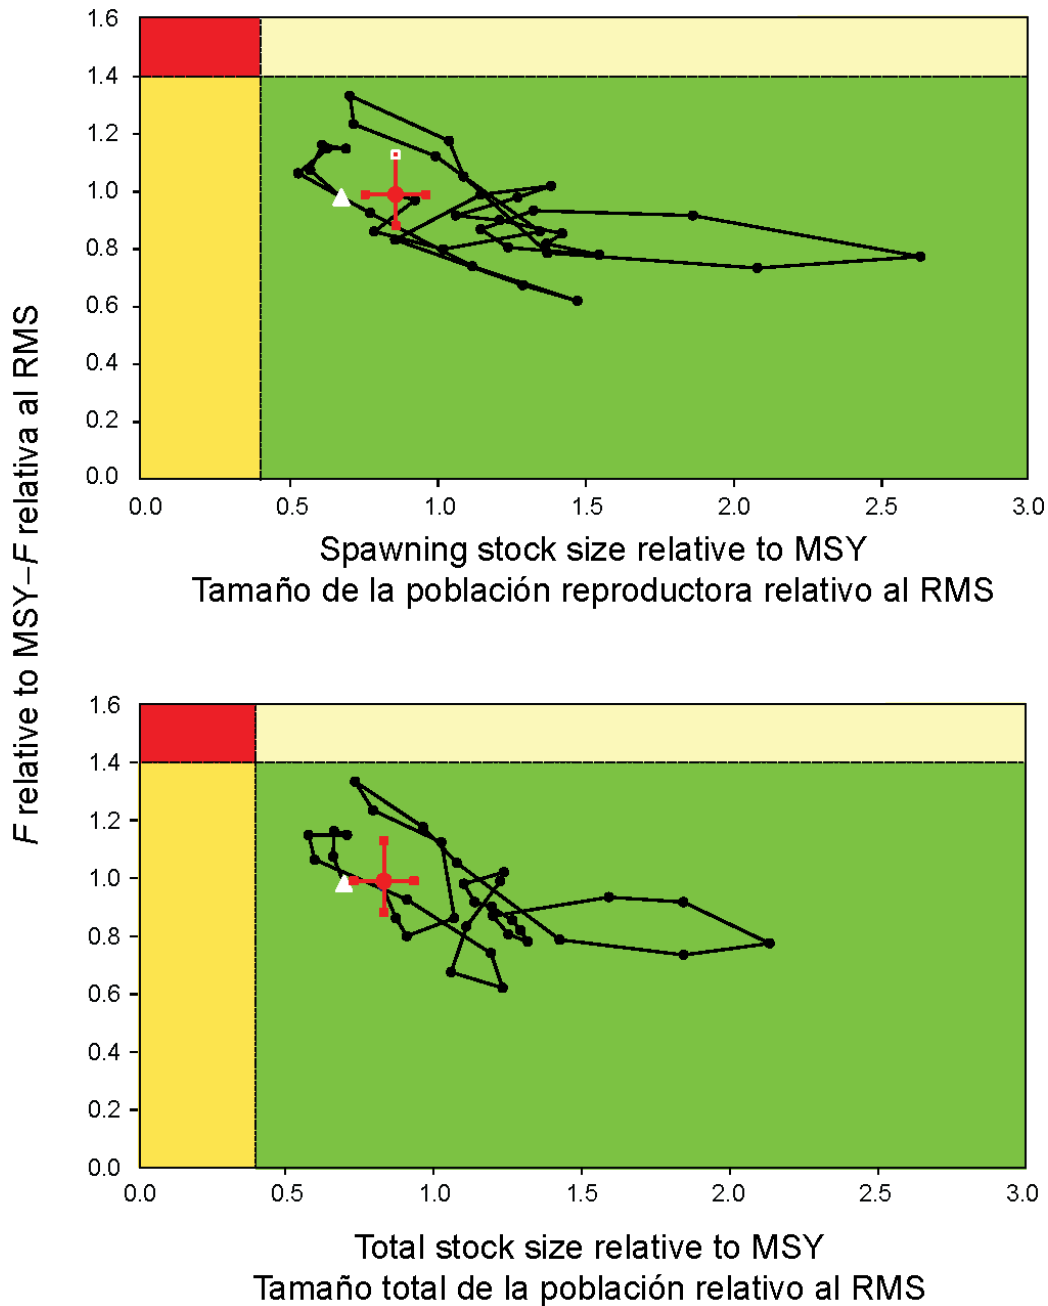 F relative to MSY–F relativa al RMS
1.6
1.4
1.2
1.0
0.8
0.6
0.4
0.2
0.0
0.0 0.5 1.0 1.5 2.0 2.5 3.0
Spawning stock size relative to MSY
Tamaño de la población reproductora relativo al RMS
1.6
1.4
1.2
1.0
0.8
0.6
0.4
0.2
0.0
0.0 0.5 1.0 1.5 2.0 2.5 3.0
Total stock size relative to MSY
Tamaño total de la población relativo al RMS